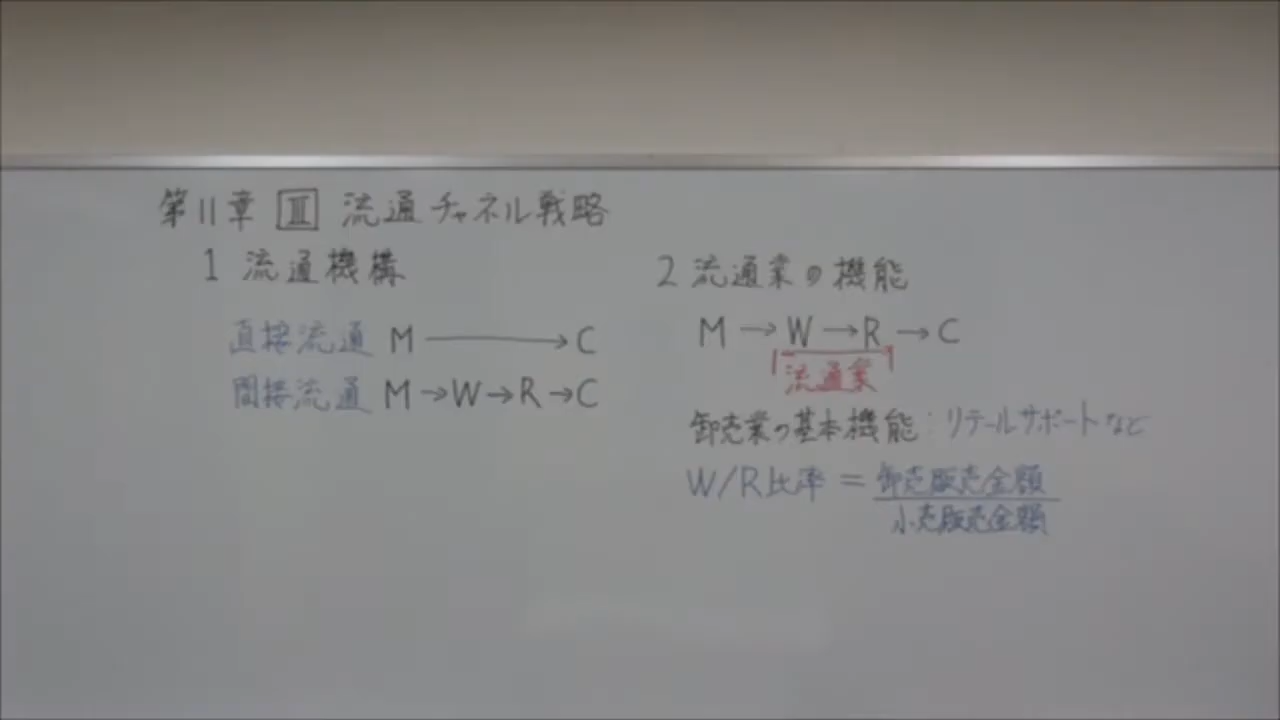 第11章 Ⅲ 流通チャネル戦略
1 流通機構
直接流通 M → C
間接流通 M→W→R→C
2 流通業の機能
M→W→R→C
流通業
卸売業の基本機能：リテールサポートなど
W/R比率 = 卸売販売金額
小売販売金額